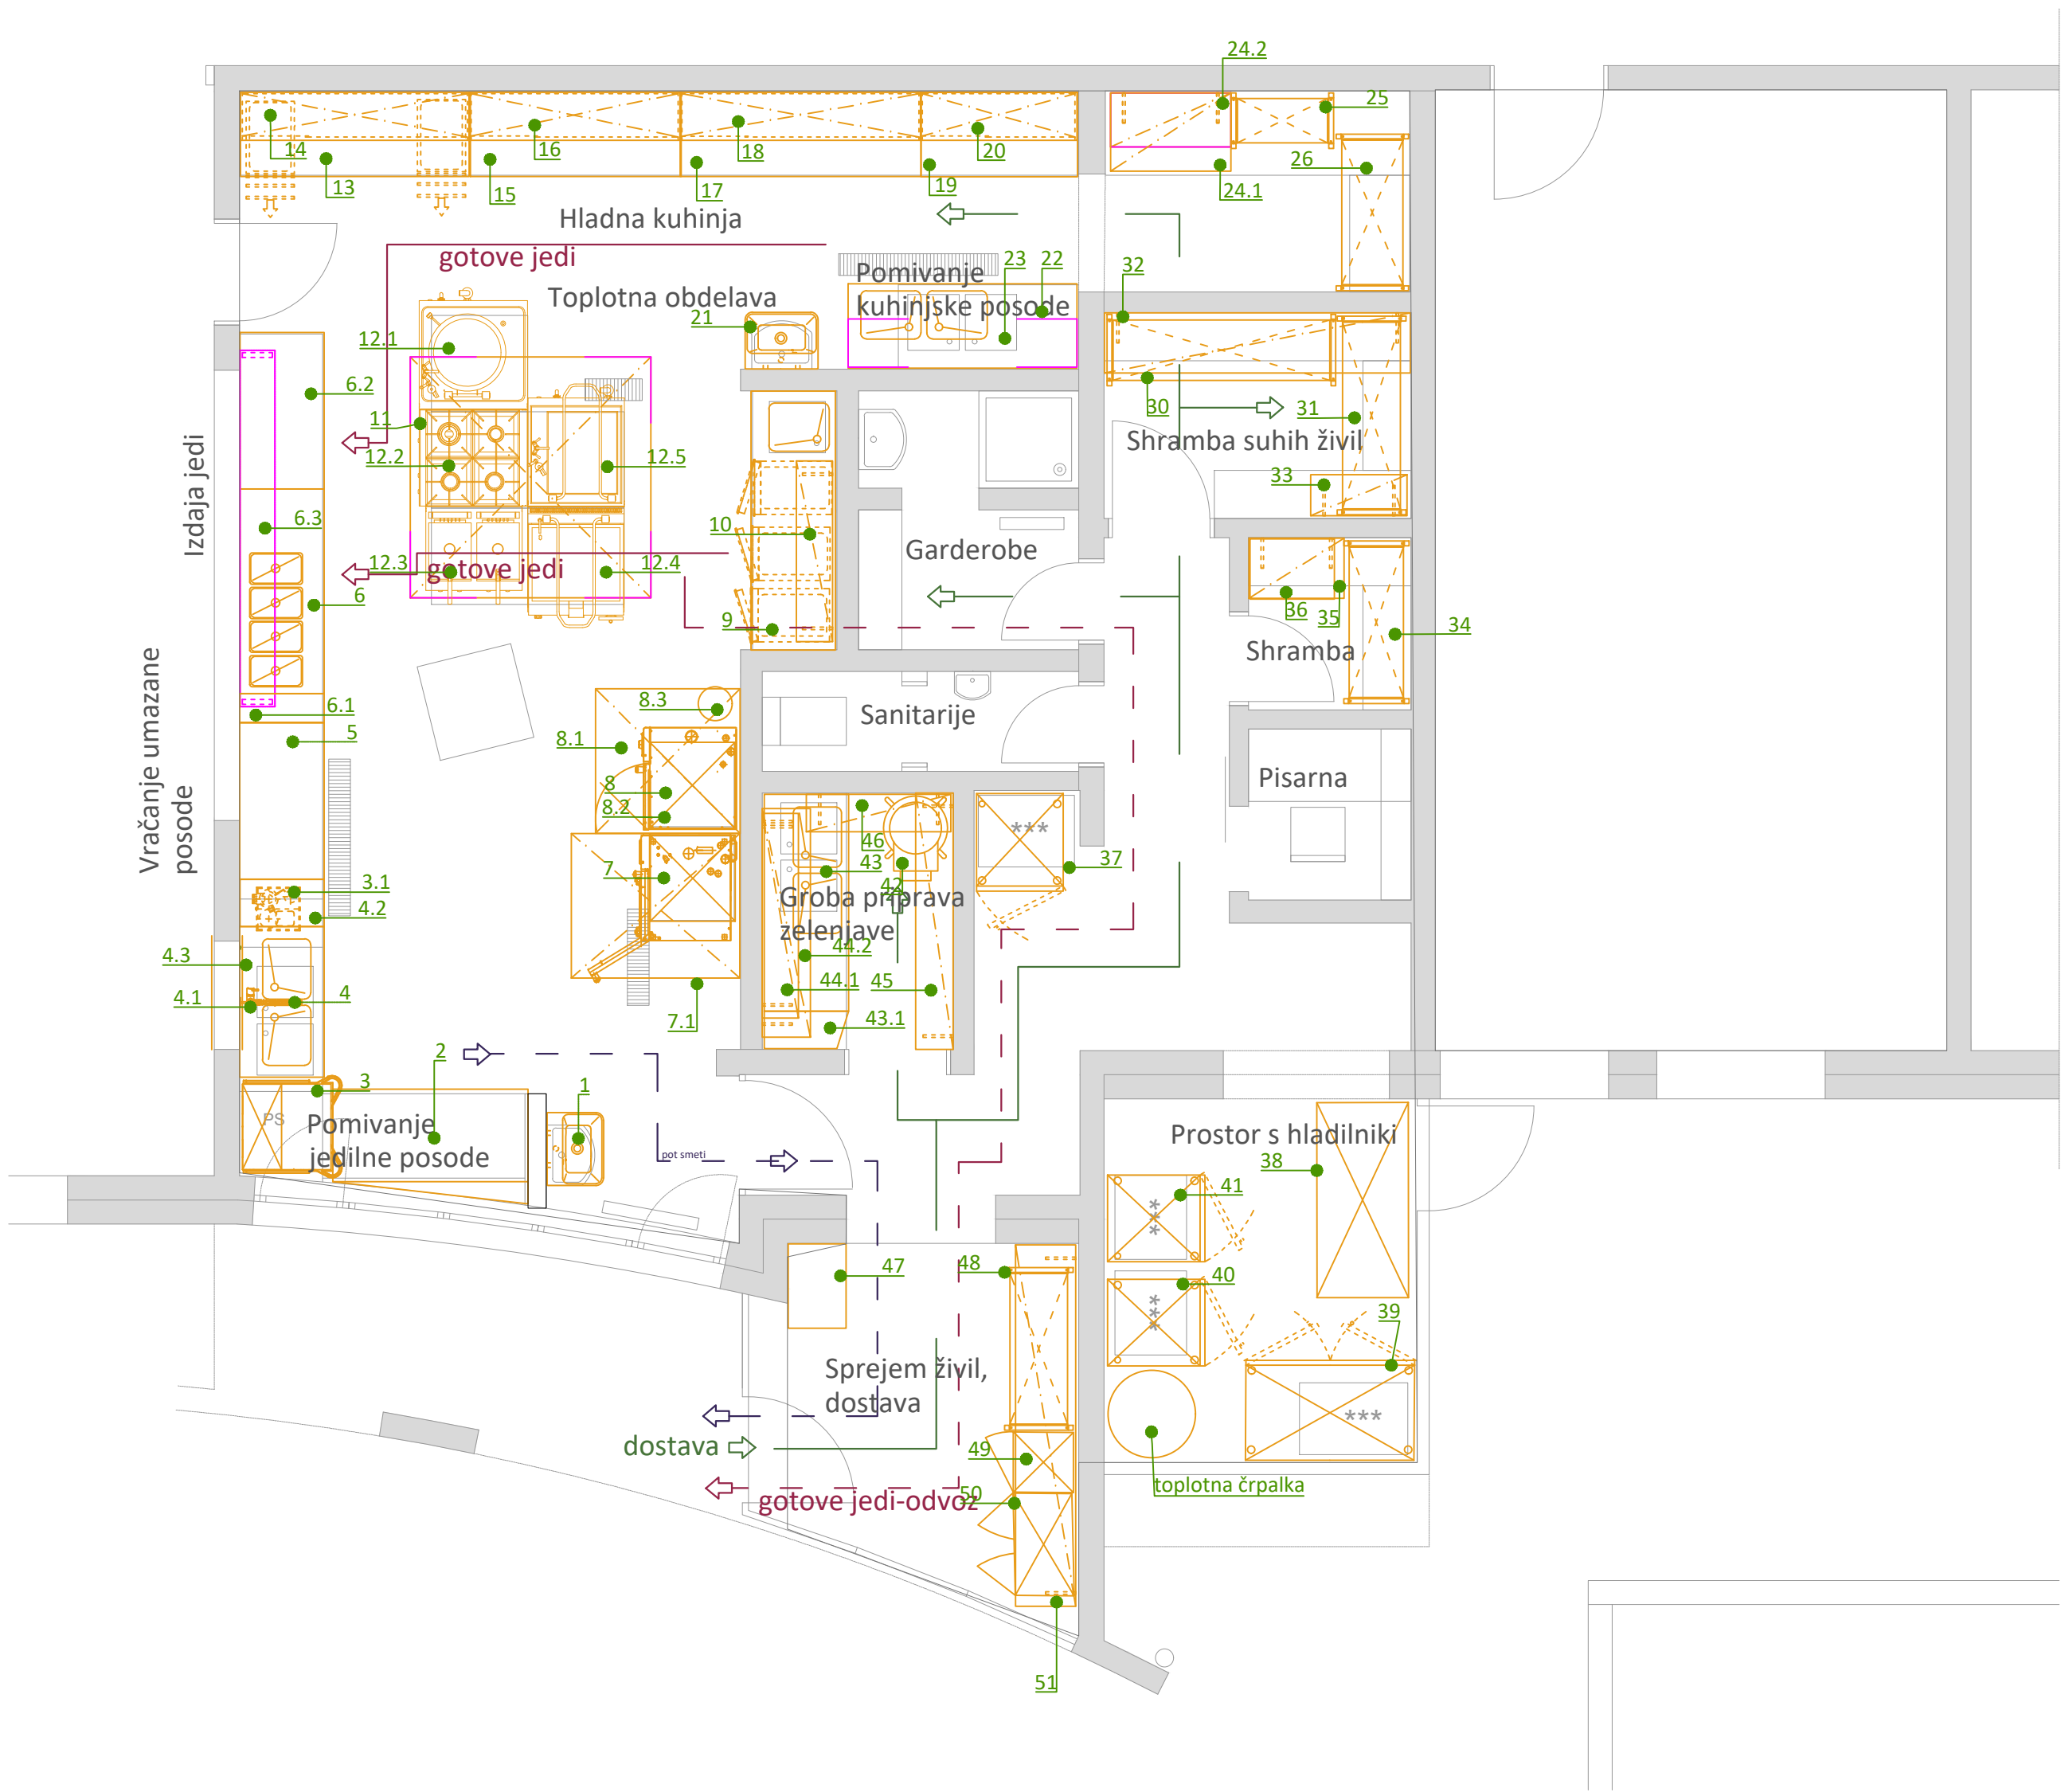 24.2
25
14
16
18
20
26
13
15
17
19
24.1
Hladna kuhinja
gotove jedi
Pomivanje
kuhinjske posode
23
22
32
Toplotna obdelava
21
12.1
6.2
11
12.2
12.5
30
31
Shramba suhih živil
33
Izdaja jedi
6.3
10
Garderobe
12.3
gotove jedi
12.4
6
9
36
35
34
Shramba
Vračanje umazane
posode
6.1
5
8.3
8.1
Sanitarije
8
8.2
Pisarna
7
3.1
4.2
46
43
42
***
37
Groba priprava
zelenjave
44.2
4.3
4.1
4
44.1
45
43.1
7.1
2
3
1
PS
Pomivanje
jedilne posode
pot smeti
Prostor s hladilniki
38
41
***
47
48
40
***
39
Sprejem živil,
dostava
***
dostava
49
50
gotove jedi-odvoz
toplotna črpalka
51